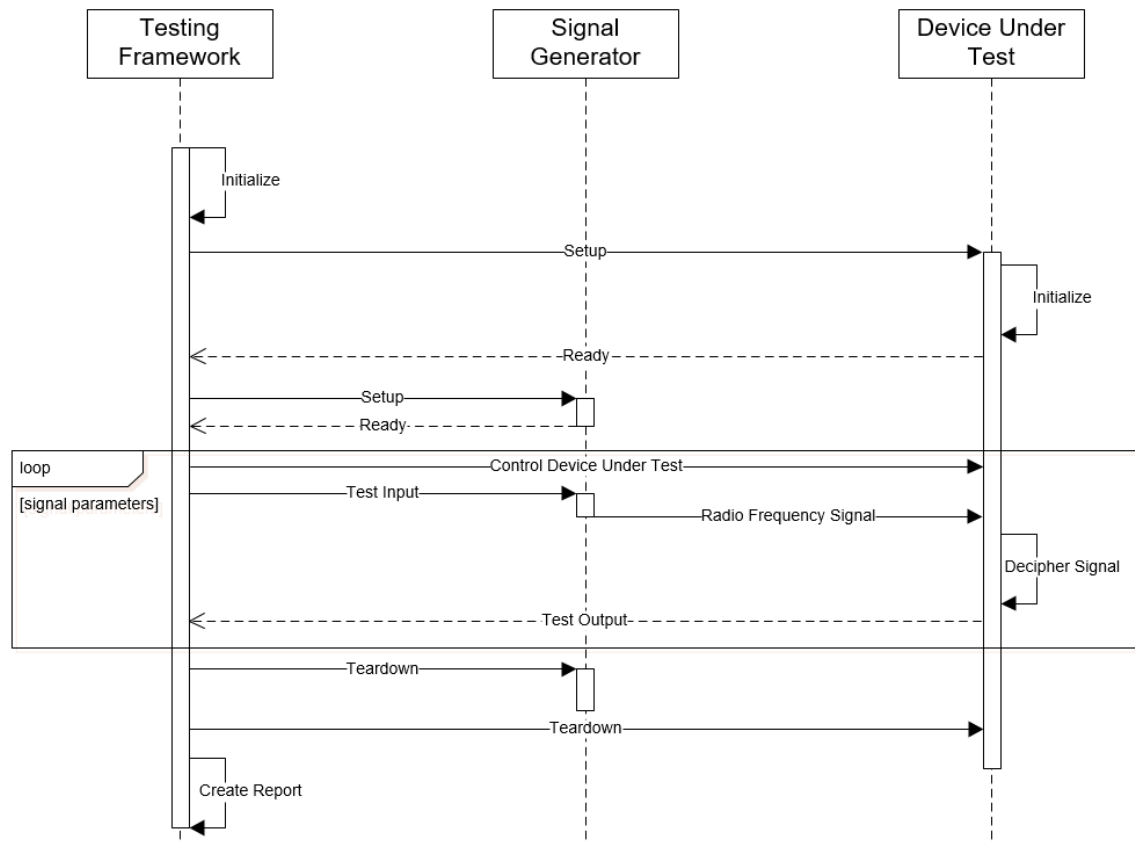 Testing
Framework
Signal
Generator
Device Under
Test
Initialize
Setup
Initialize
Ready
Setup
Ready
loop
Control Device Under Test
[signal parameters]
Test Input
Radio Frequency Signal
Decipher Signal
Test Output
Teardown
Teardown
Create Report